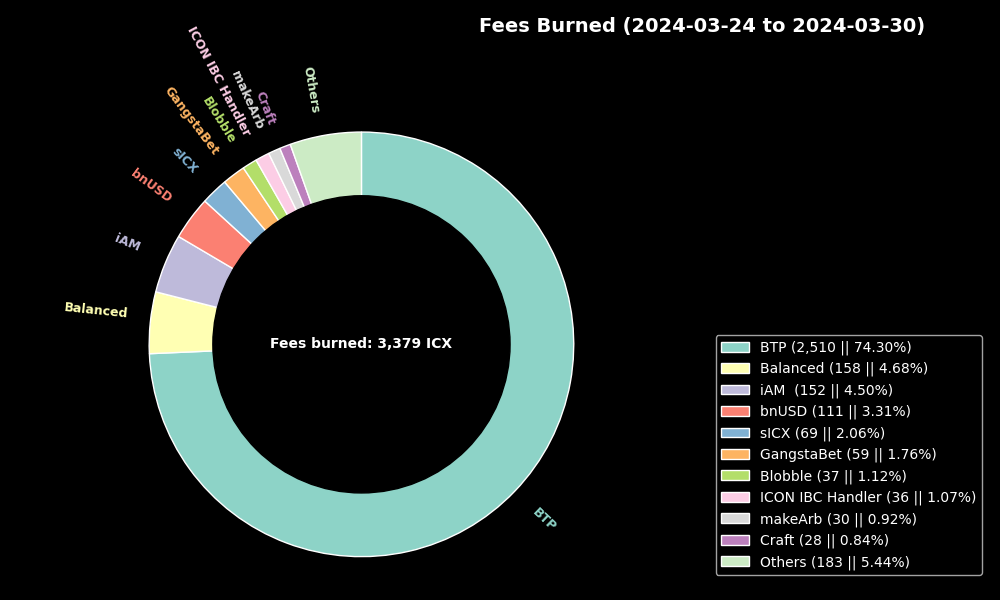 Fees Burned (2024-03-24 to 2024-03-30)
ICON IBC Handler
makeArb
Craft
Others
GangstaBet
Blobble
sICX
bnUSD
iAM
Balanced
Fees burned: 3,379 ICX
BTP
BTP (2,510 || 74.30%)
Balanced (158 || 4.68%)
iAM  (152 || 4.50%)
bnUSD (111 || 3.31%)
sICX (69 || 2.06%)
GangstaBet (59 || 1.76%)
Blobble (37 || 1.12%)
ICON IBC Handler (36 || 1.07%)
makeArb (30 || 0.92%)
Craft (28 || 0.84%)
Others (183 || 5.44%)